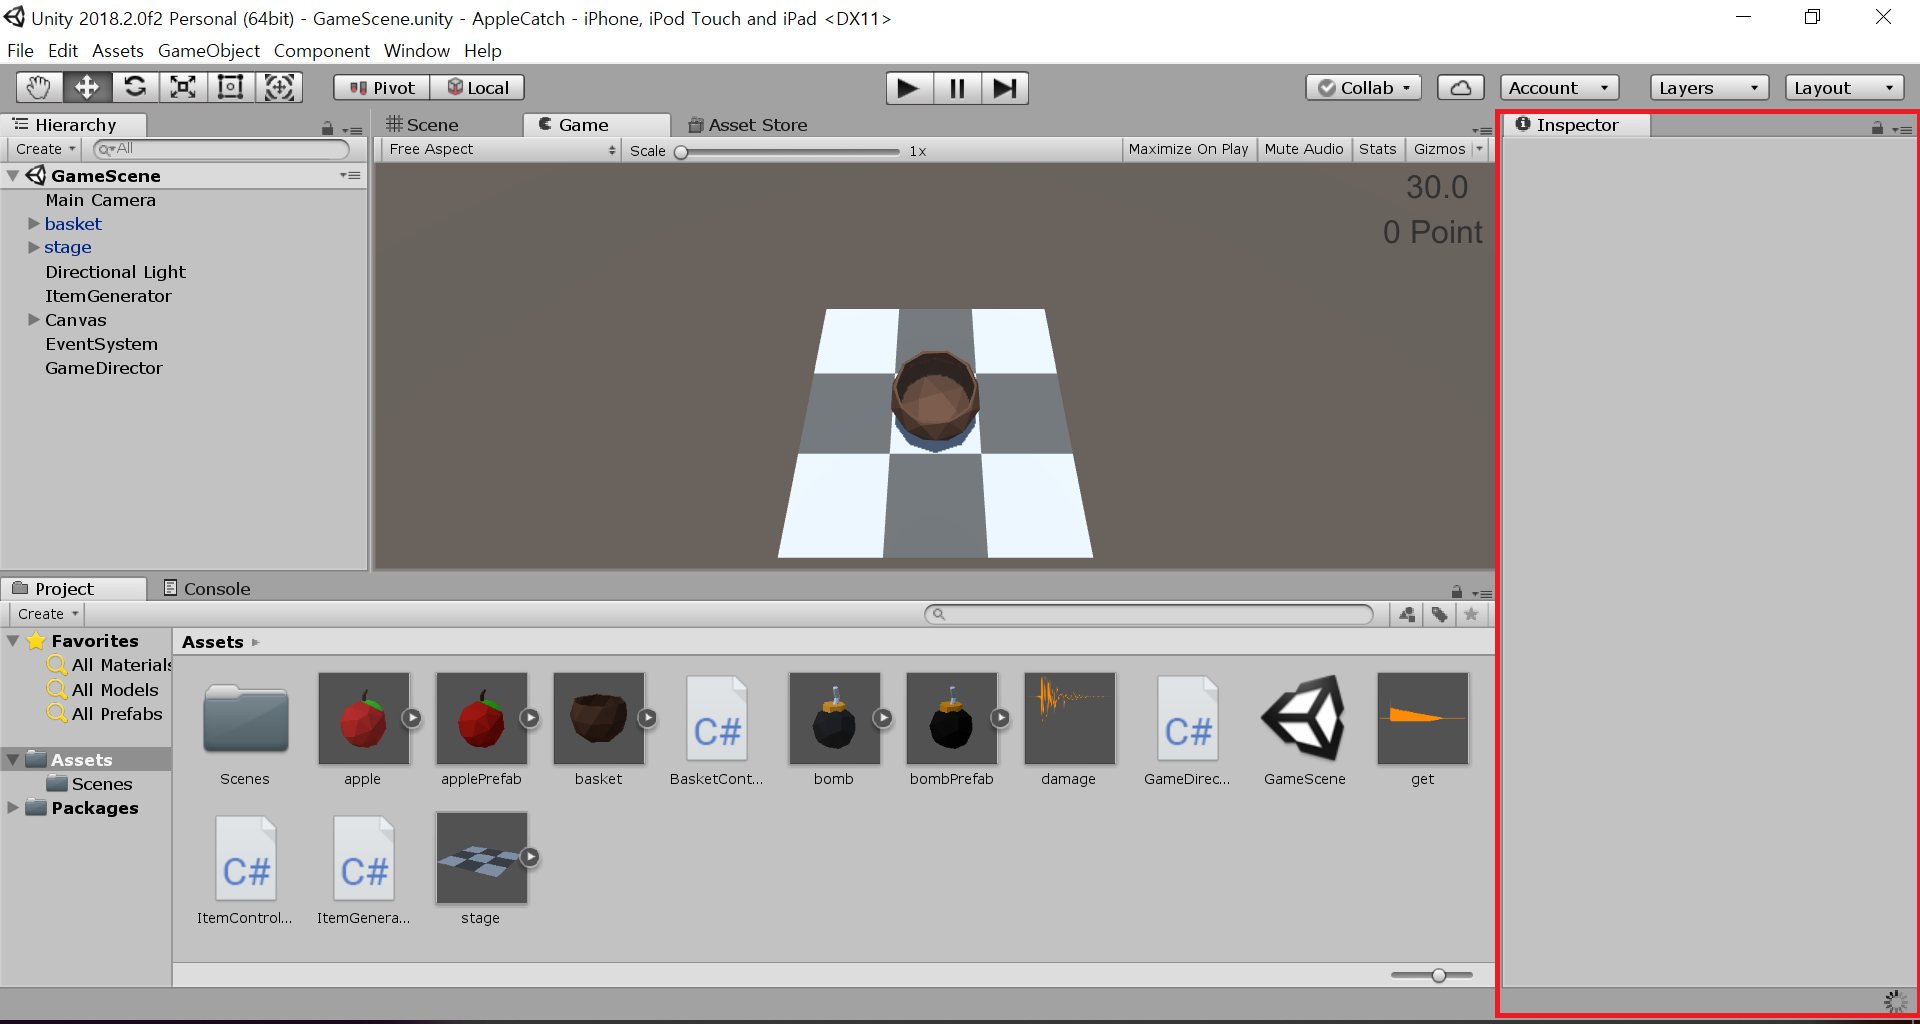 Unity 2018.2.0f2 Personal (64bit) - GameScene.unity - AppleCatch - iPhone, iPod Touch and iPad <DX11>
File Edit Assets GameObject Component Window Help
Pivot Local Collab Account Layers Layout
Hierarchy
Create All
GameScene
Main Camera
basket
stage
Directional Light
ItemGenerator
Canvas
EventSystem
GameDirector
Scene Game Asset Store
Free Aspect Scale 1x Maximize On Play Mute Audio Stats Gizmos
30.0
0 Point
Inspector
Project Console
Create
Favorites
All Materials
All Models
All Prefabs
Assets
Scenes
Packages
Assets
Scenes apple applePrefab basket BasketCont... bomb bombPrefab damage GameDirec... GameScene get
C# C#
C# C#
ItemControl... ItemGenera... stage